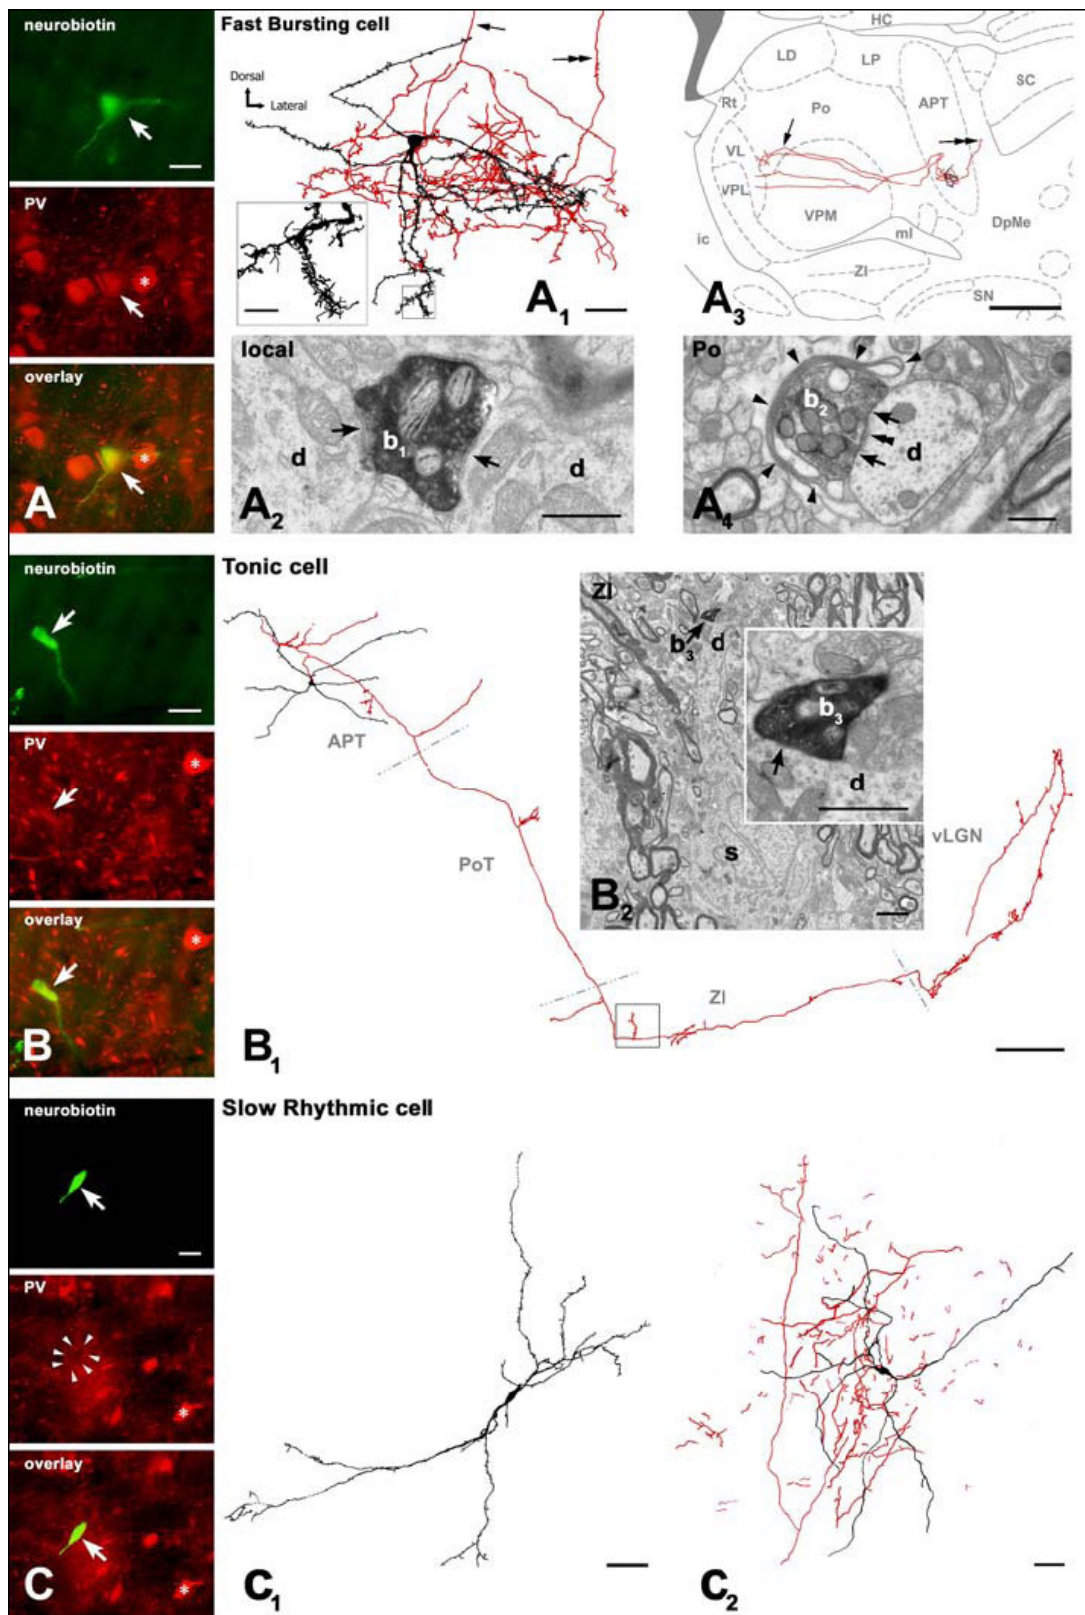 neurobiotin
Fast Bursting cell
Dorsal
Lateral
PV
*
overlay
*
A
A1
HC
LD
LP
SC
Rt
Po
APT
VL
VPL
VPM
DpMe
ic
ml
ZI
SN
A3
local
b1
d
d
A2
Po
b2
d
A4
neurobiotin
Tonic cell
PV
*
overlay
*
B
APT
PoT
ZI
vLGN
B1
ZI
b3
d
b3
d
s
B2
neurobiotin
Slow Rhythmic cell
PV
*
overlay
*
C
C1
C2